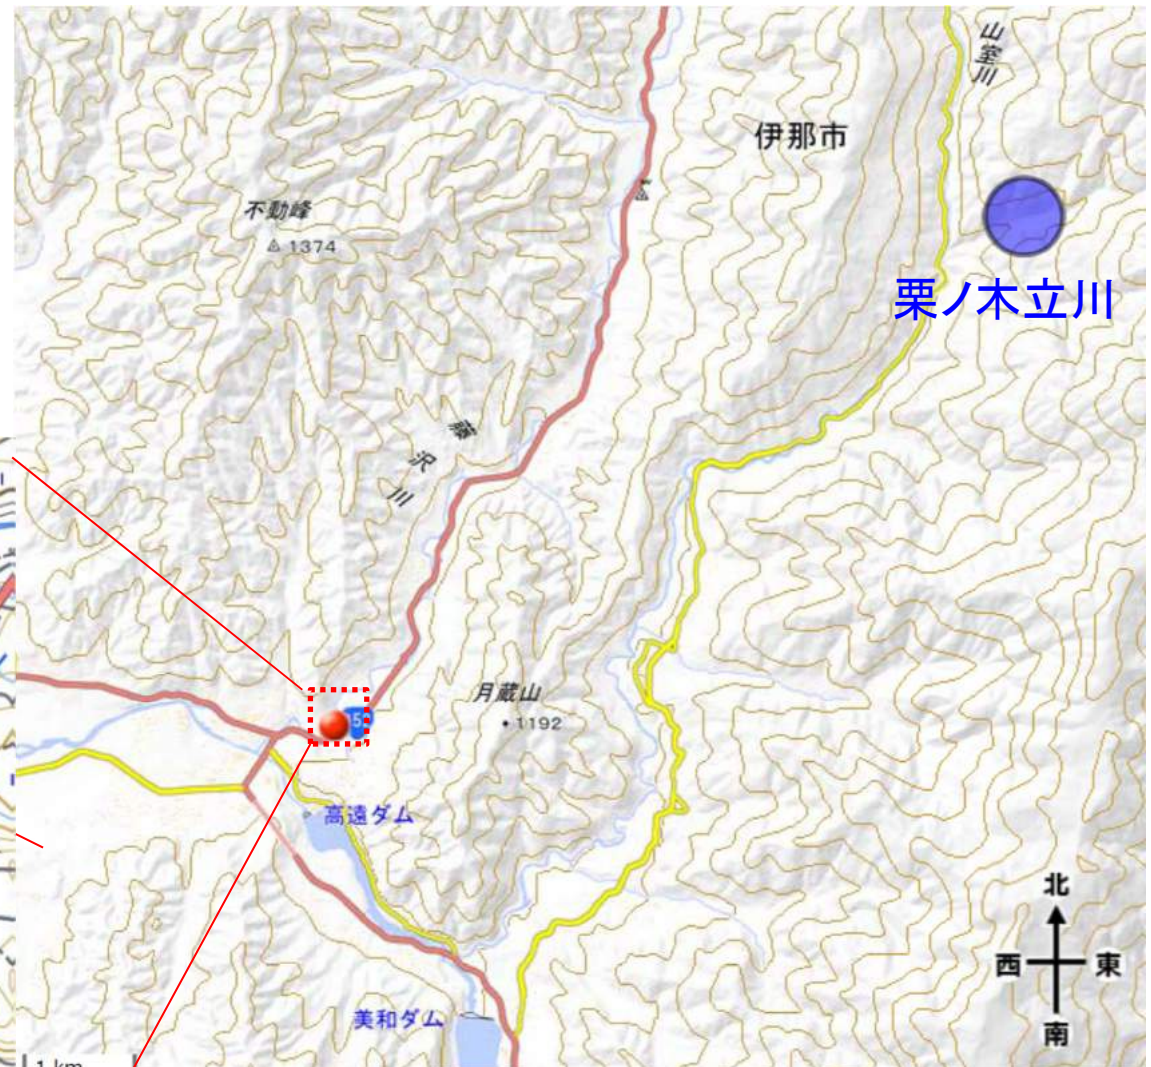 山室川
伊那市
不動峰
1374
栗ノ木立川
藤沢川
月蔵山
1192
高遠ダム
北
西
東
美和ダム
南
1 km